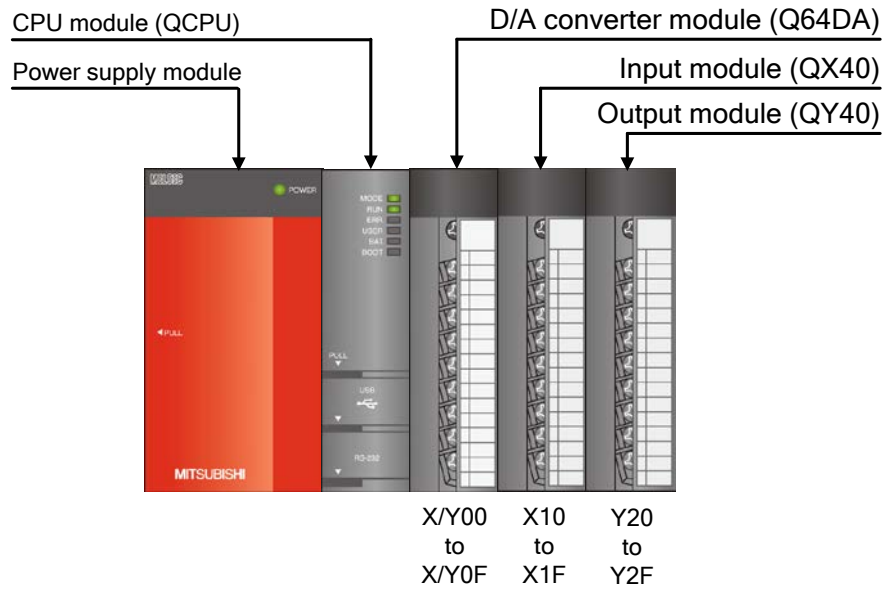 CPU module (QCPU)
D/A converter module (Q64DA)
Power supply module
Input module (QX40)
Output module (QY40)
MELSEC
POWER
MODE
RUN
ERR.
USER
BAT.
BOOT
PULL
PULL
USB
RS-232
MITSUBISHI
X/Y00
to
X/Y0F
X10
to
X1F
Y20
to
Y2F